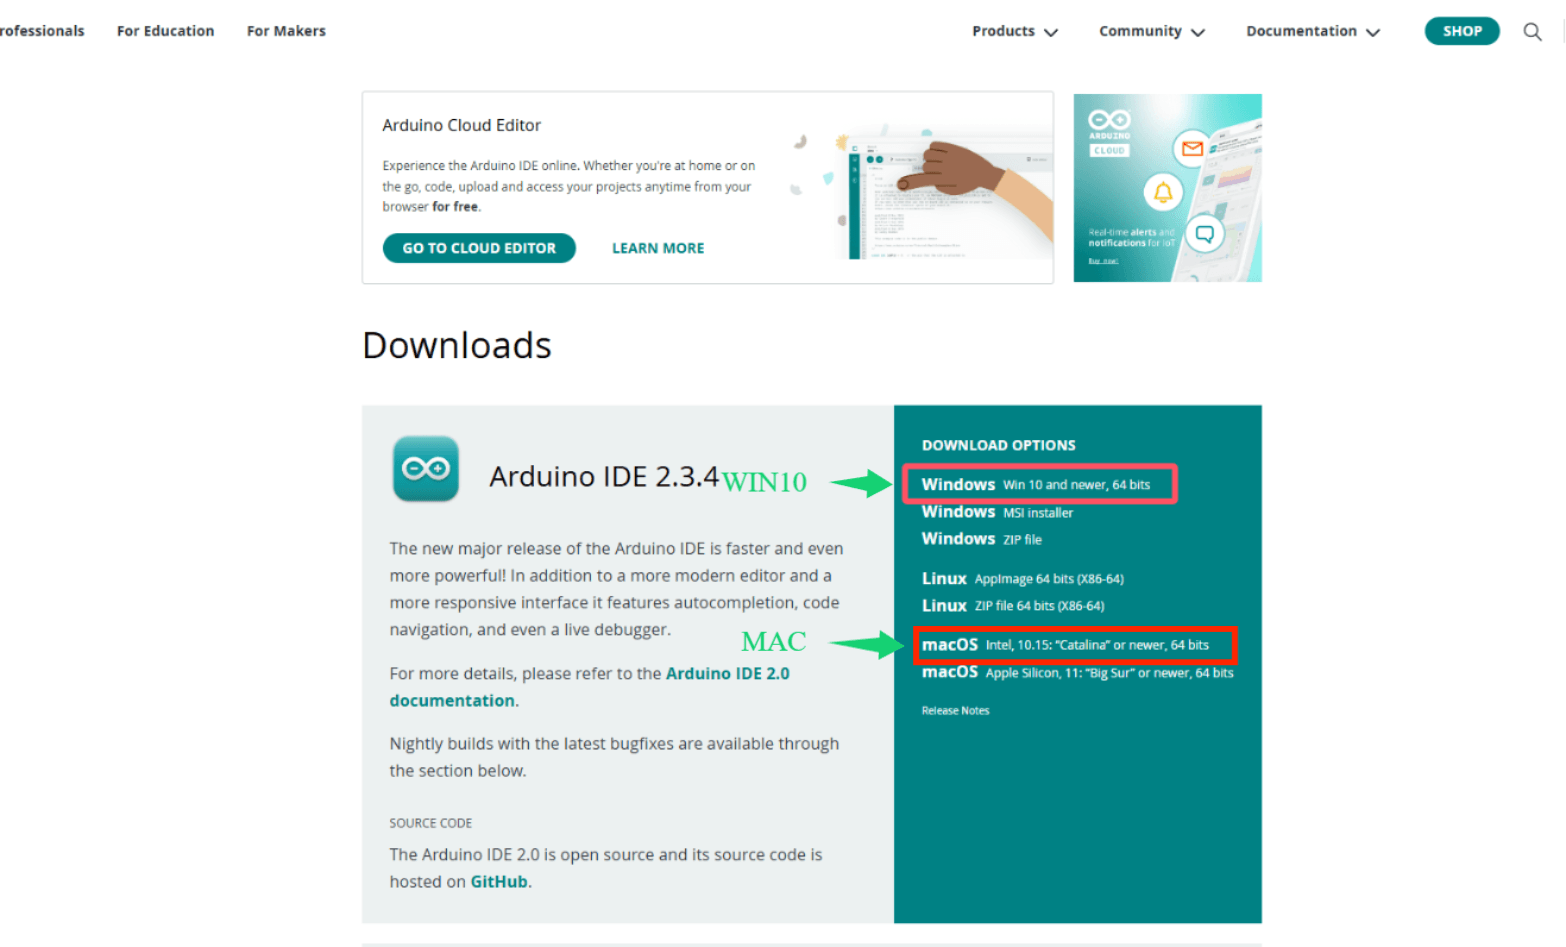 rofessionals For Education For Makers Products Community Documentation SHOP
Arduino Cloud Editor
Experience the Arduino IDE online. Whether you're at home or on
the go, code, upload and access your projects anytime from your
browser for free.
GO TO CLOUD EDITOR LEARN MORE
ARDUINO
CLOUD
Real-time alerts and
notifications for IoT
Buy now!
Downloads
Arduino IDE 2.3.4
WIN10
The new major release of the Arduino IDE is faster and even
more powerful! In addition to a more modern editor and a
more responsive interface it features autocompletion, code
navigation, and even a live debugger.
MAC
For more details, please refer to the Arduino IDE 2.0
documentation.
Nightly builds with the latest bugfixes are available through
the section below.
SOURCE CODE
The Arduino IDE 2.0 is open source and its source code is
hosted on GitHub.
DOWNLOAD OPTIONS
Windows Win 10 and newer, 64 bits
Windows MSI installer
Windows ZIP file
Linux AppImage 64 bits (X86-64)
Linux ZIP file 64 bits (X86-64)
macOS Intel, 10.15: “Catalina” or newer, 64 bits
macOS Apple Silicon, 11: “Big Sur” or newer, 64 bits
Release Notes